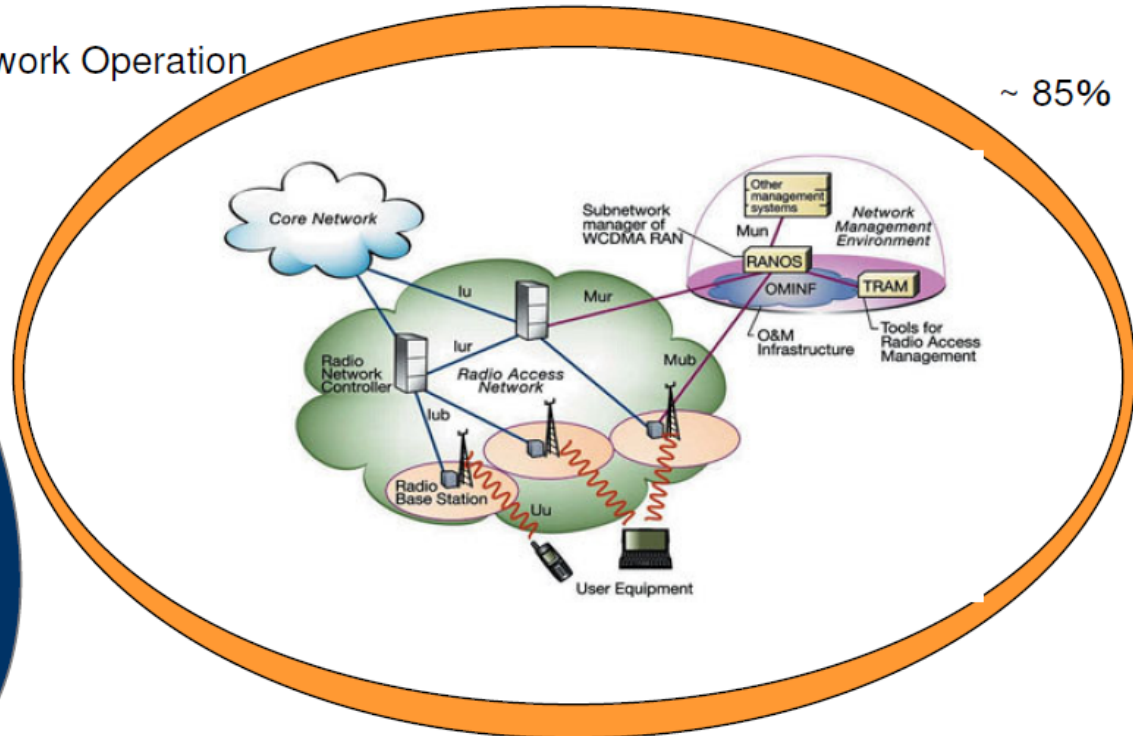 work Operation
~ 85%
Core Network
Iu
Mur
Iur
Radio
Network
Controller
Radio Access
Network
Iub
Mub
Radio
Base Station
Uu
User Equipment
Subnetwork
manager of
WCDMA RAN
Other
management
systems
Mun
Network
Management
Environment
RANOS
OMINF
TRAM
O&M
Infrastructure
Tools for
Radio Access
Management